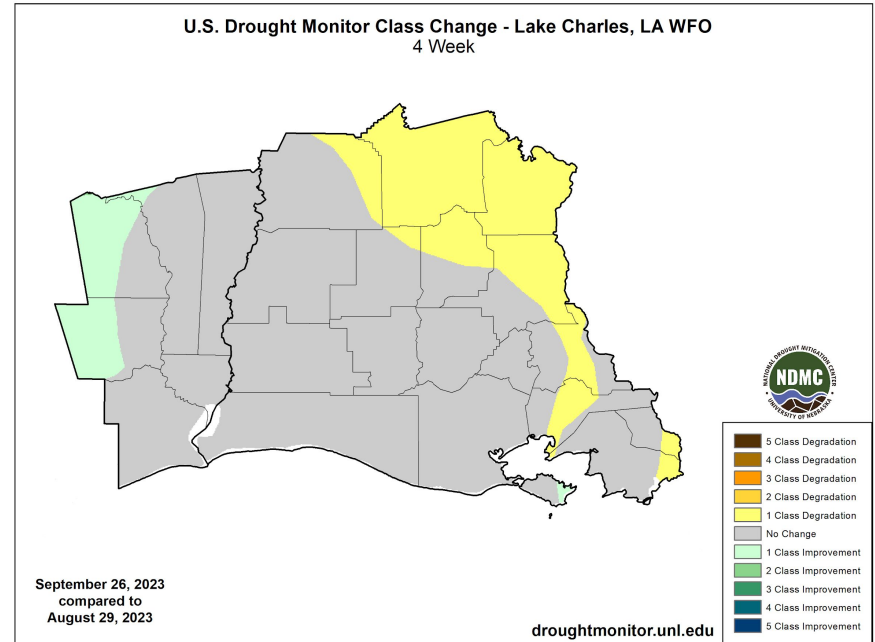 U.S. Drought Monitor Class Change - Lake Charles, LA WFO
4 Week
NATIONAL DROUGHT MITIGATION CENTER
NDMC
UNIVERSITY OF NEBRASKA
5 Class Degradation
4 Class Degradation
3 Class Degradation
2 Class Degradation
1 Class Degradation
No Change
1 Class Improvement
2 Class Improvement
3 Class Improvement
4 Class Improvement
5 Class Improvement
September 26, 2023
compared to
August 29, 2023
droughtmonitor.unl.edu